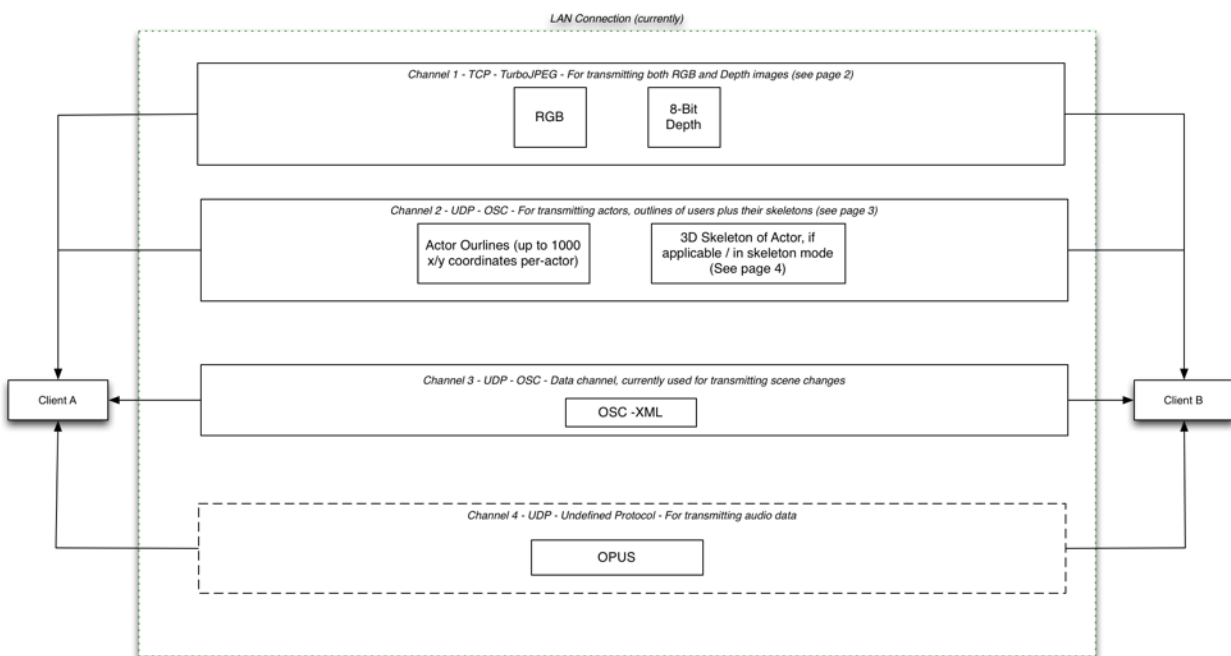 LAN Connection (currently)
Channel 1 - TCP - TurboJPEG - For transmitting both RGB and Depth images (see page 2)
RGB
8-Bit
Depth
Channel 2 - UDP - OSC - For transmitting actors, outlines of users plus their skeletons (see page 3)
Actor Ourlines (up to 1000
x/y coordinates per-actor)
3D Skeleton of Actor, if
applicable / in skeleton mode
(See page 4)
Channel 3 - UDP - OSC - Data channel, currently used for transmitting scene changes
OSC -XML
Client A
Client B
Channel 4 - UDP - Undefined Protocol - For transmitting audio data
OPUS